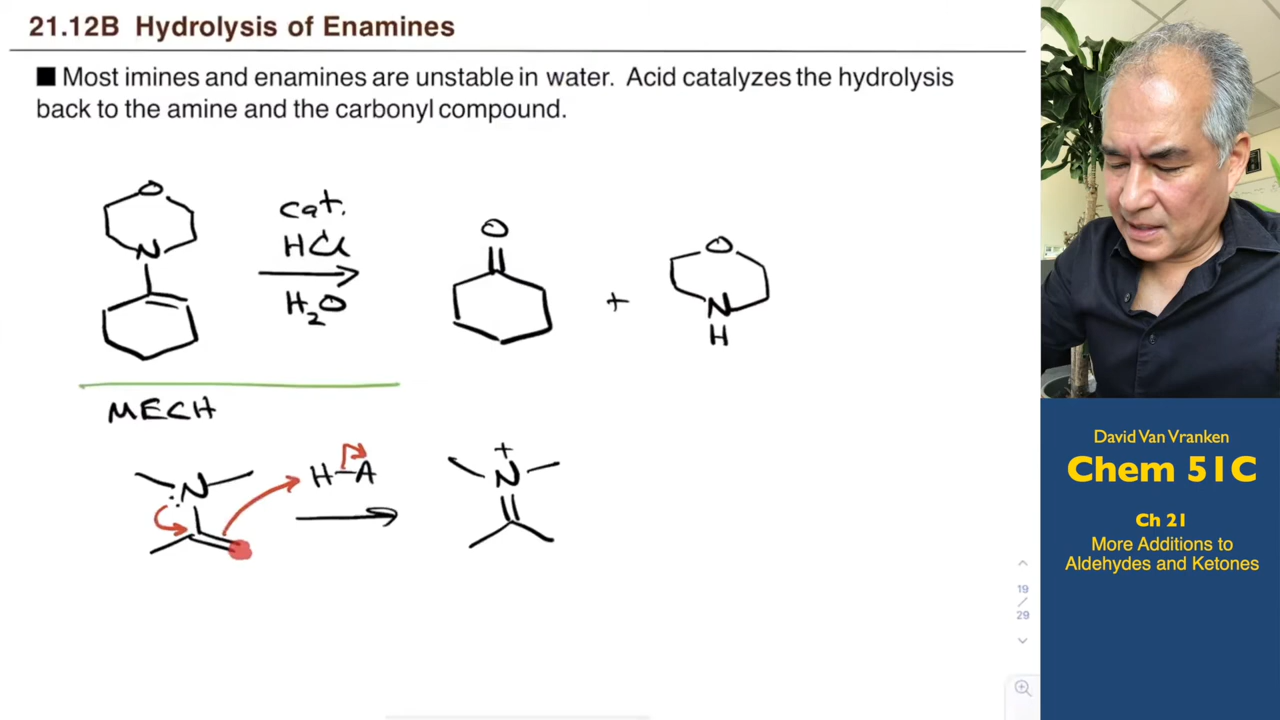 21.12B Hydrolysis of Enamines
■ Most imines and enamines are unstable in water. Acid catalyzes the hydrolysis
back to the amine and the carbonyl compound.
O
N
cat.
HCl
H2O
O
+
O
N
H
MECH
N
H-A
+
N
David Van Vranken
Chem 51C
Ch 21
More Additions to
Aldehydes and Ketones
19
/
29